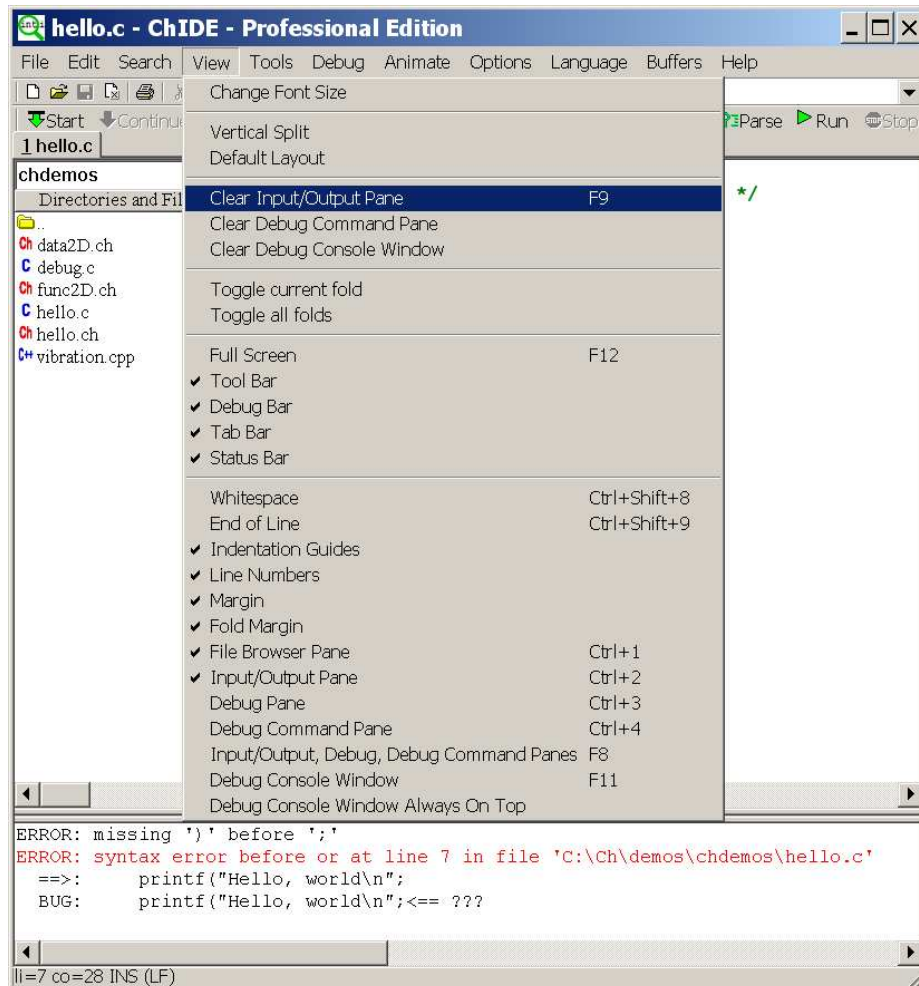 hello.c - ChIDE - Professional Edition
File Edit Search View Tools Debug Animate Options Language Buffers Help
Change Font Size
Start Continu Parse Run Stop
Vertical Split
1 hello.c
Default Layout
chdemos
Clear Input/Output Pane F9 */
Directories and Fil
Clear Debug Command Pane
..
Clear Debug Console Window
Ch data2D.ch
C debug.c
Ch func2D.ch
Toggle current fold
C hello.c
Toggle all folds
Ch hello.ch
C++ vibration.cpp
Full Screen F12
Tool Bar
Debug Bar
Tab Bar
Status Bar
Whitespace Ctrl+Shift+8
End of Line Ctrl+Shift+9
Indentation Guides
Line Numbers
Margin
Fold Margin
File Browser Pane Ctrl+1
Input/Output Pane Ctrl+2
Debug Pane Ctrl+3
Debug Command Pane Ctrl+4
Input/Output, Debug, Debug Command Panes F8
Debug Console Window F11
Debug Console Window Always On Top
ERROR: missing ')' before ';'
ERROR: syntax error before or at line 7 in file 'C:\Ch\demos\chdemos\hello.c'
==>: printf("Hello, world\n";
BUG: printf("Hello, world\n";<== ???
li=7 co=28 INS (LF)